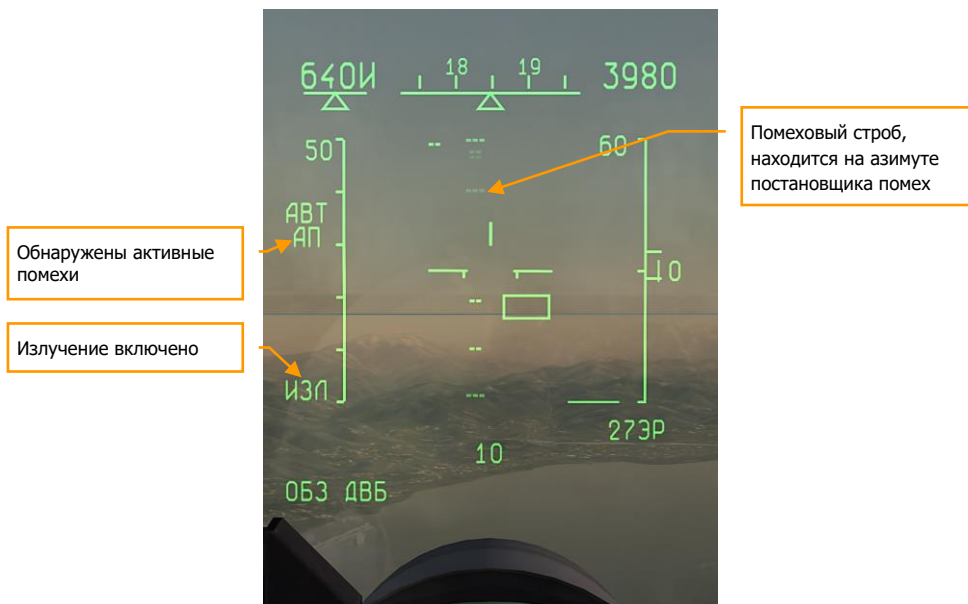 640И
18
19
3980
50
60
Помеховый строб,
находится на азимуте
постановщика помех
АВТ
АП
Обнаружены активные
помехи
10
Излучение включено
ИЗЛ
27ЭР
10
ОБЗ ДВБ